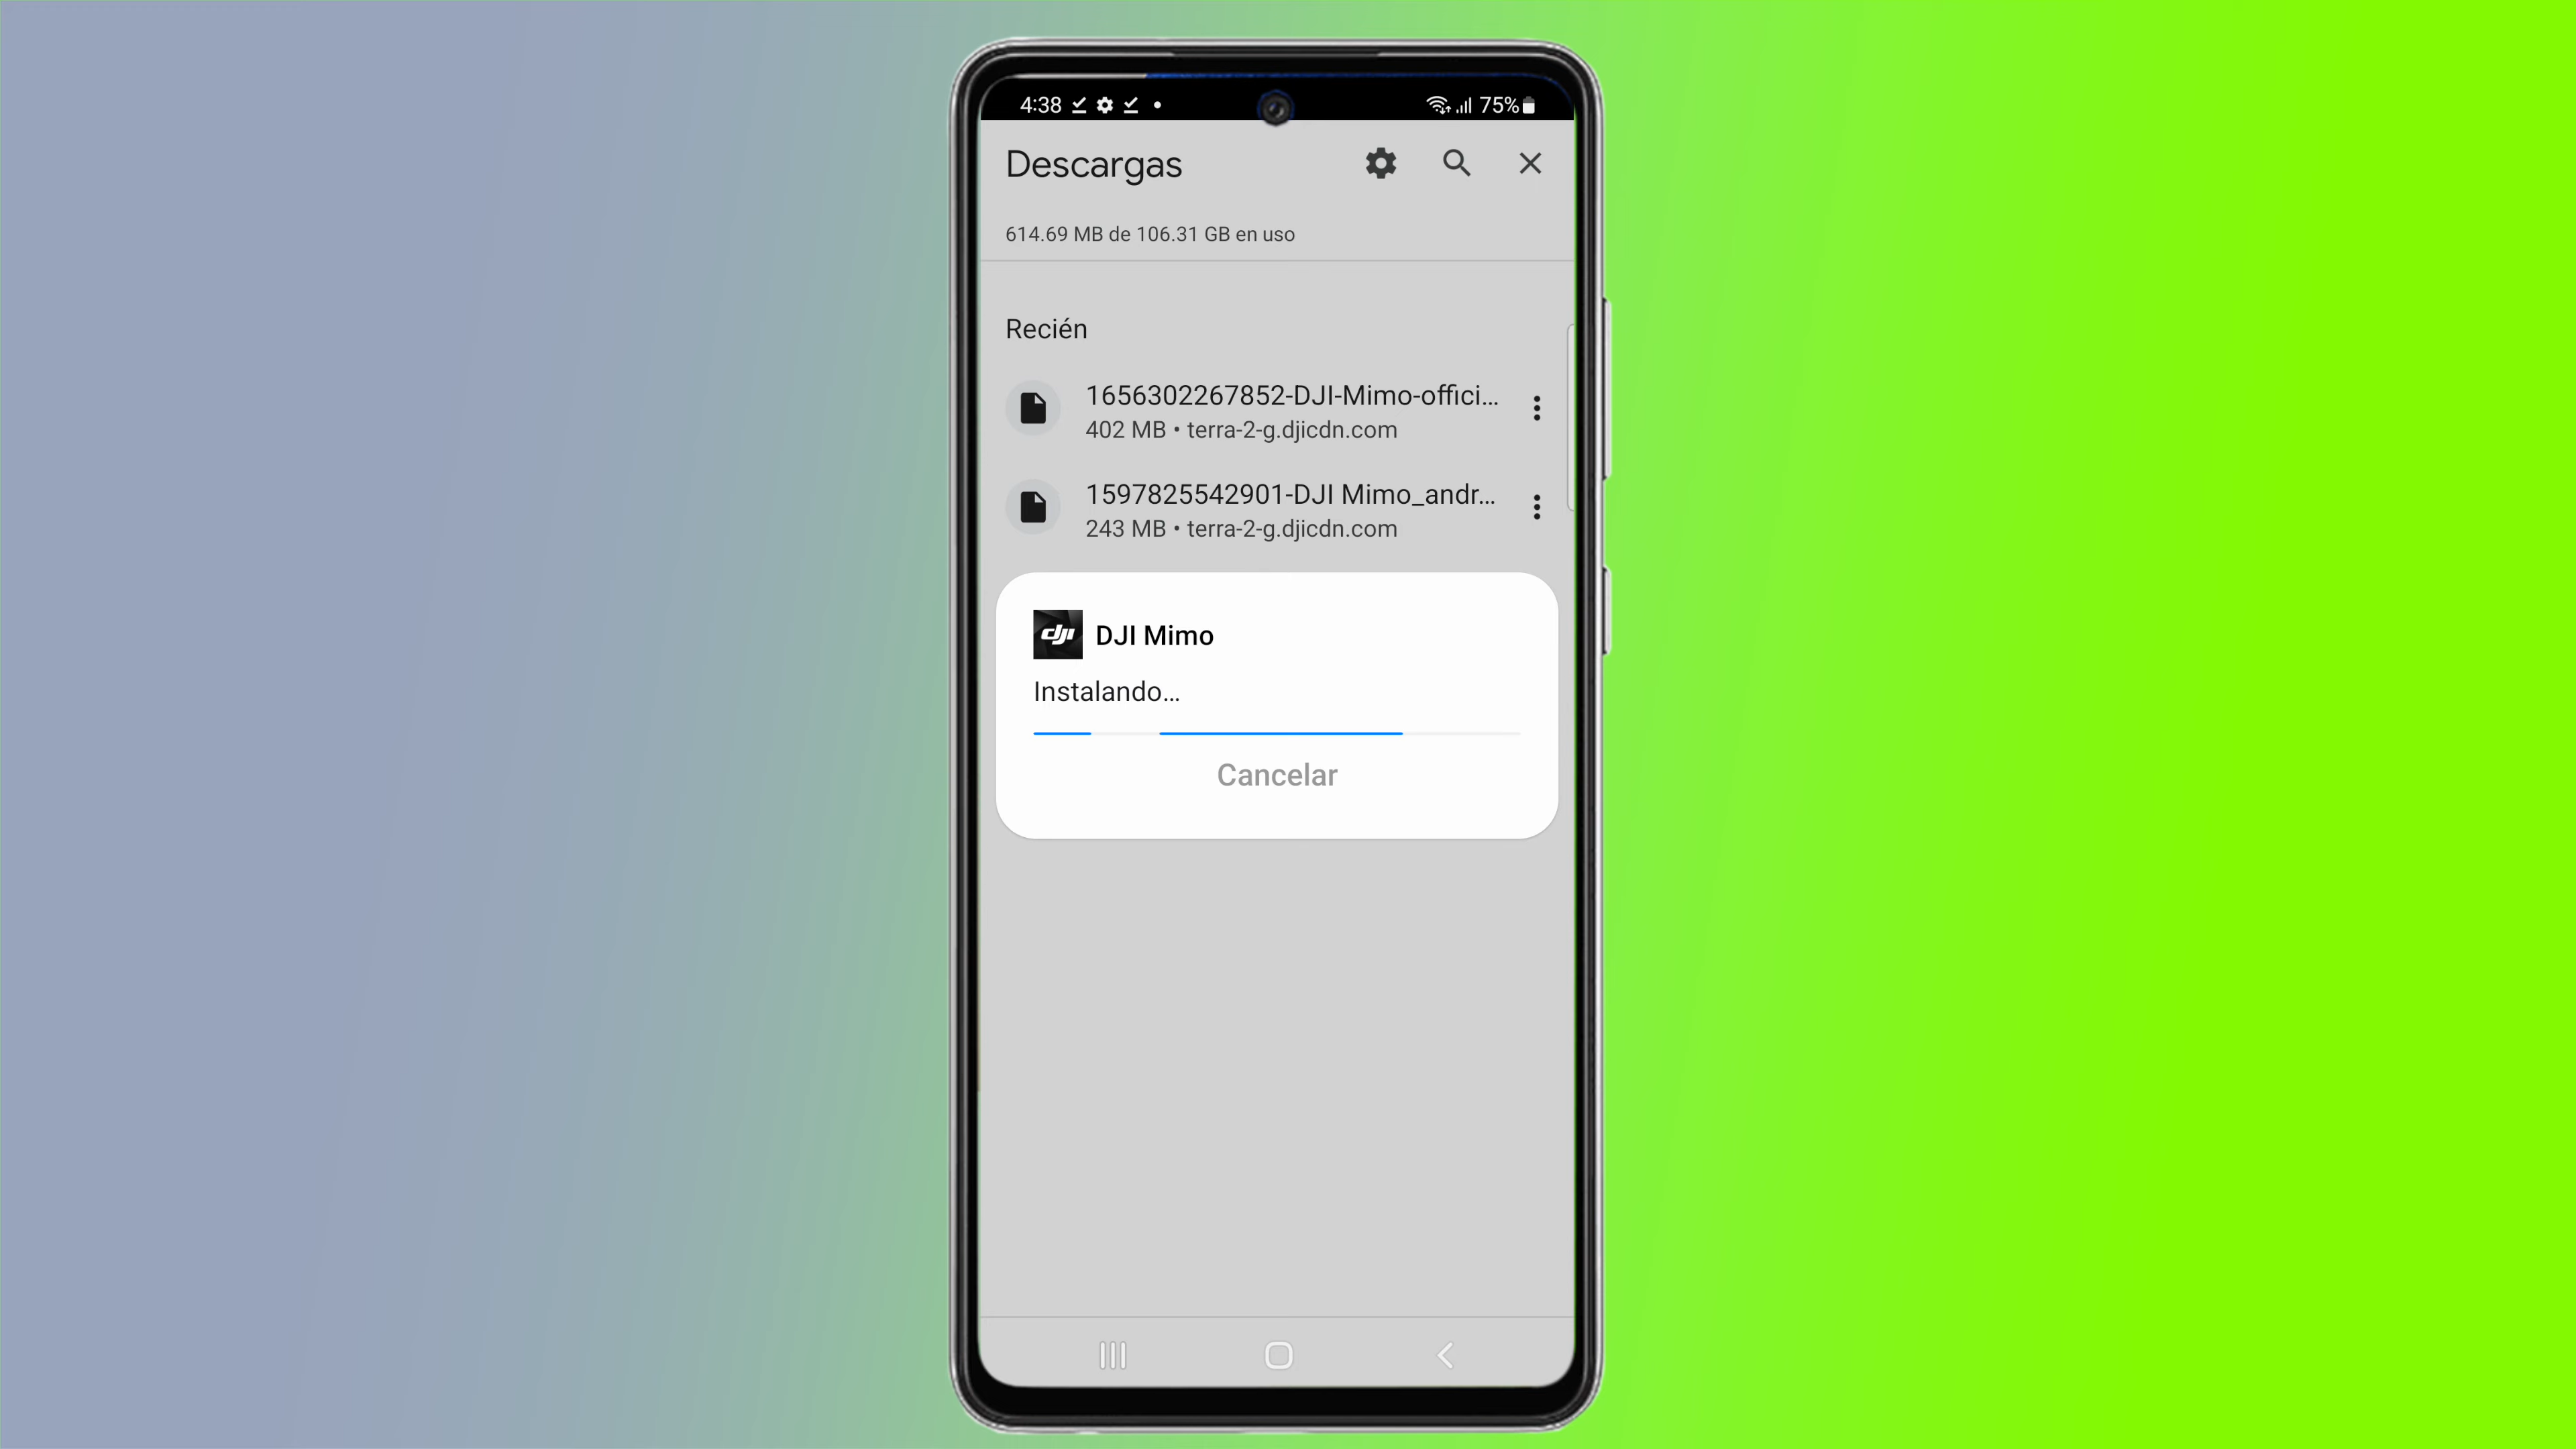 4:38
75%
Descargas
614.69 MB de 106.31 GB en uso
Recién
1656302267852-DJI-Mimo-offici...
402 MB • terra-2-g.djicdn.com
1597825542901-DJI Mimo_andr...
243 MB • terra-2-g.djicdn.com
dji
DJI Mimo
Instalando...
Cancelar